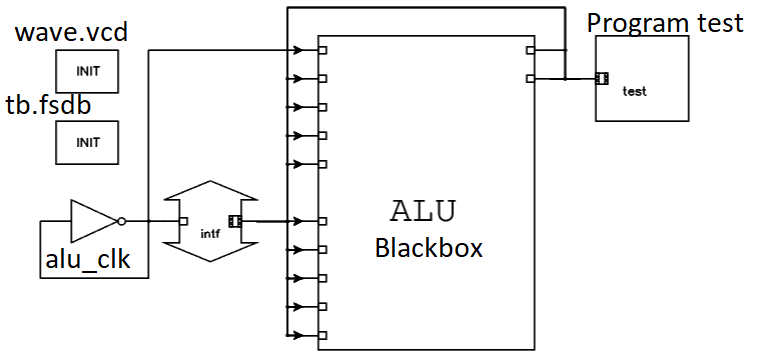 wave.vcd
INIT
tb.fsdb
INIT
alu_clk
intf
ALU
Blackbox
Program test
test